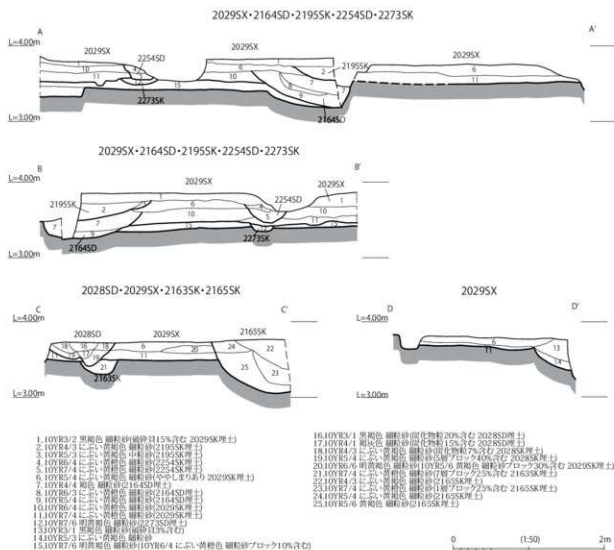 2029SX・2164SD・2195SK・2254SD・2273SK
A
A'
L=4.00m
2029SX
2254SD
2029SX
2195SK
2029SX
L=3.00m
2273SK
2164SD
2029SX・2164SD・2195SK・2254SD・2273SK
B
B'
L=4.00m
2029SX
2029SX
2195SK
2254SD
L=3.00m
2164SD
2273SK
2028SD・2029SX・2163SK・2165SK
2029SX
C
C'
D
D'
L=4.00m
L=4.00m
2028SD
2029SX
2165SK
2163SK
L=3.00m
L=3.00m
1.10YR3/2 黒褐色 細粒砂(破砕貝15%含む 2029SK埋土)
2.10YR4/3 にぶい黄褐色 細粒砂(2195SK埋土)
3.10YR5/3 にぶい黄褐色 中粒砂(2195SK埋土)
4.10YR6/4 にぶい黄橙色 細粒砂(2254SK埋土)
5.10YR7/4 にぶい黄橙色 細粒砂(2254SK埋土)
6.10YR5/4 にぶい黄褐色 細粒砂(ややしまりあり 2029SK埋土)
7.10YR4/4 褐色 細粒砂(2164SD埋土)
8.10YR6/3 にぶい黄橙色 細粒砂(2164SD埋土)
9.10YR5/4 にぶい黄褐色 細粒砂(2164SD埋土)
10.10YR6/4 にぶい黄橙色 細粒砂(2029SK埋土)
11.10YR7/4 にぶい黄橙色 細粒砂(2029SK埋土)
12.10YR7/6 明黄褐色 細粒砂(2273SD埋土)
13.10YR3/1 黒褐色 細粒砂(破砕貝3%含む)
14.10YR5/3 にぶい黄褐色 細粒砂
15.10YR7/6 明黄褐色 細粒砂(10YR6/4 にぶい黄橙色 細粒砂ブロック10%含む)
16.10YR3/1 黒褐色 細粒砂(炭化物粒20%含む 2028SD埋土)
17.10YR4/1 褐灰色 細粒砂(炭化物粒15%含む 2028SD埋土)
18.10YR4/3 にぶい黄褐色 細粒砂(炭化物粒7%含む 2028SK埋土)
19.10YR5/4 にぶい黄褐色 細粒砂(5層ブロック40%含む 2028SK埋土)
20.10YR6/6 明黄褐色 細粒砂(10YR5/6 黄褐色 細粒砂ブロック30%含む 2029SK埋土)
21.10YR7/4 にぶい黄橙色 細粒砂(7層ブロック25%含む 2163SK埋土)
22.10YR4/3 にぶい黄褐色 細粒砂(2165SK埋土)
23.10YR7/4 にぶい黄橙色 細粒砂(1層ブロック25%含む 2165SK埋土)
24.10YR5/4 にぶい黄褐色 細粒砂(2165SK埋土)
25.10YR5/6 黄褐色 細粒砂(2165SK埋土)
0 (1:50) 2m